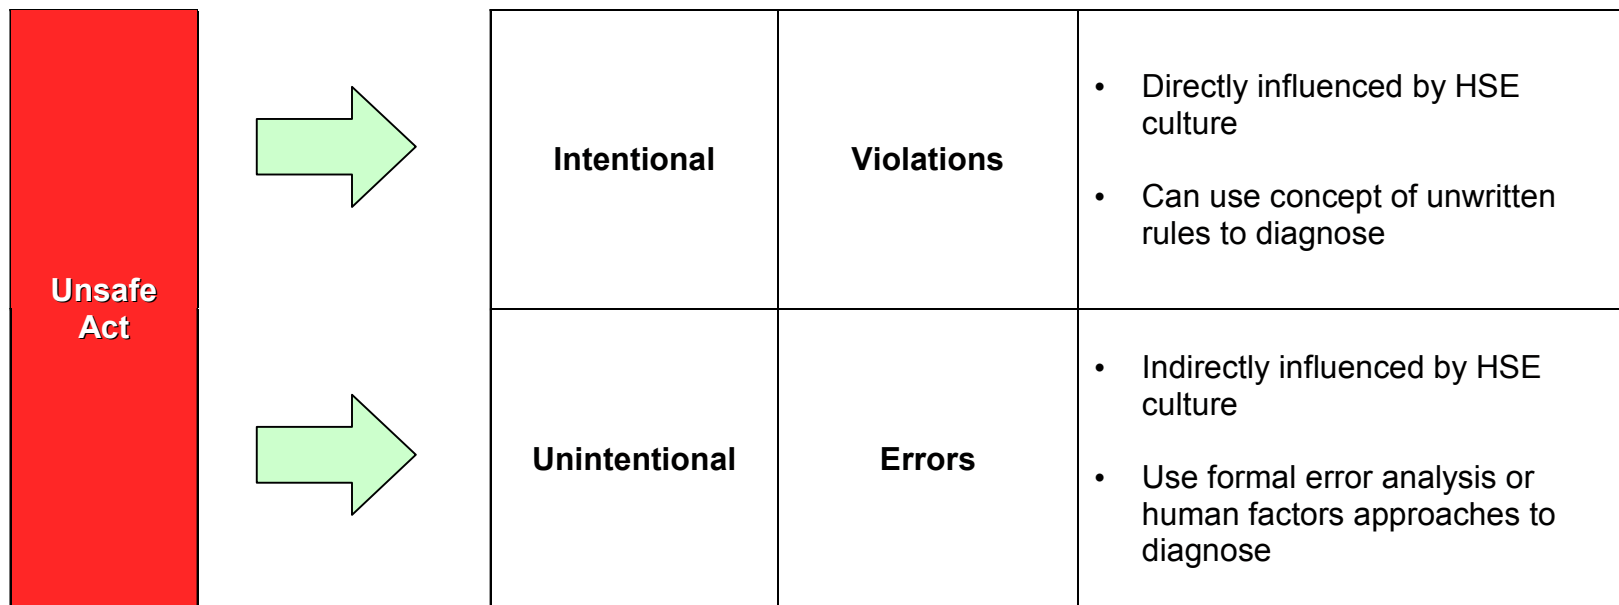 Unsafe
Act
Intentional
Violations
• Directly influenced by HSE
culture
• Can use concept of unwritten
rules to diagnose
Unintentional
Errors
• Indirectly influenced by HSE
culture
• Use formal error analysis or
human factors approaches to
diagnose